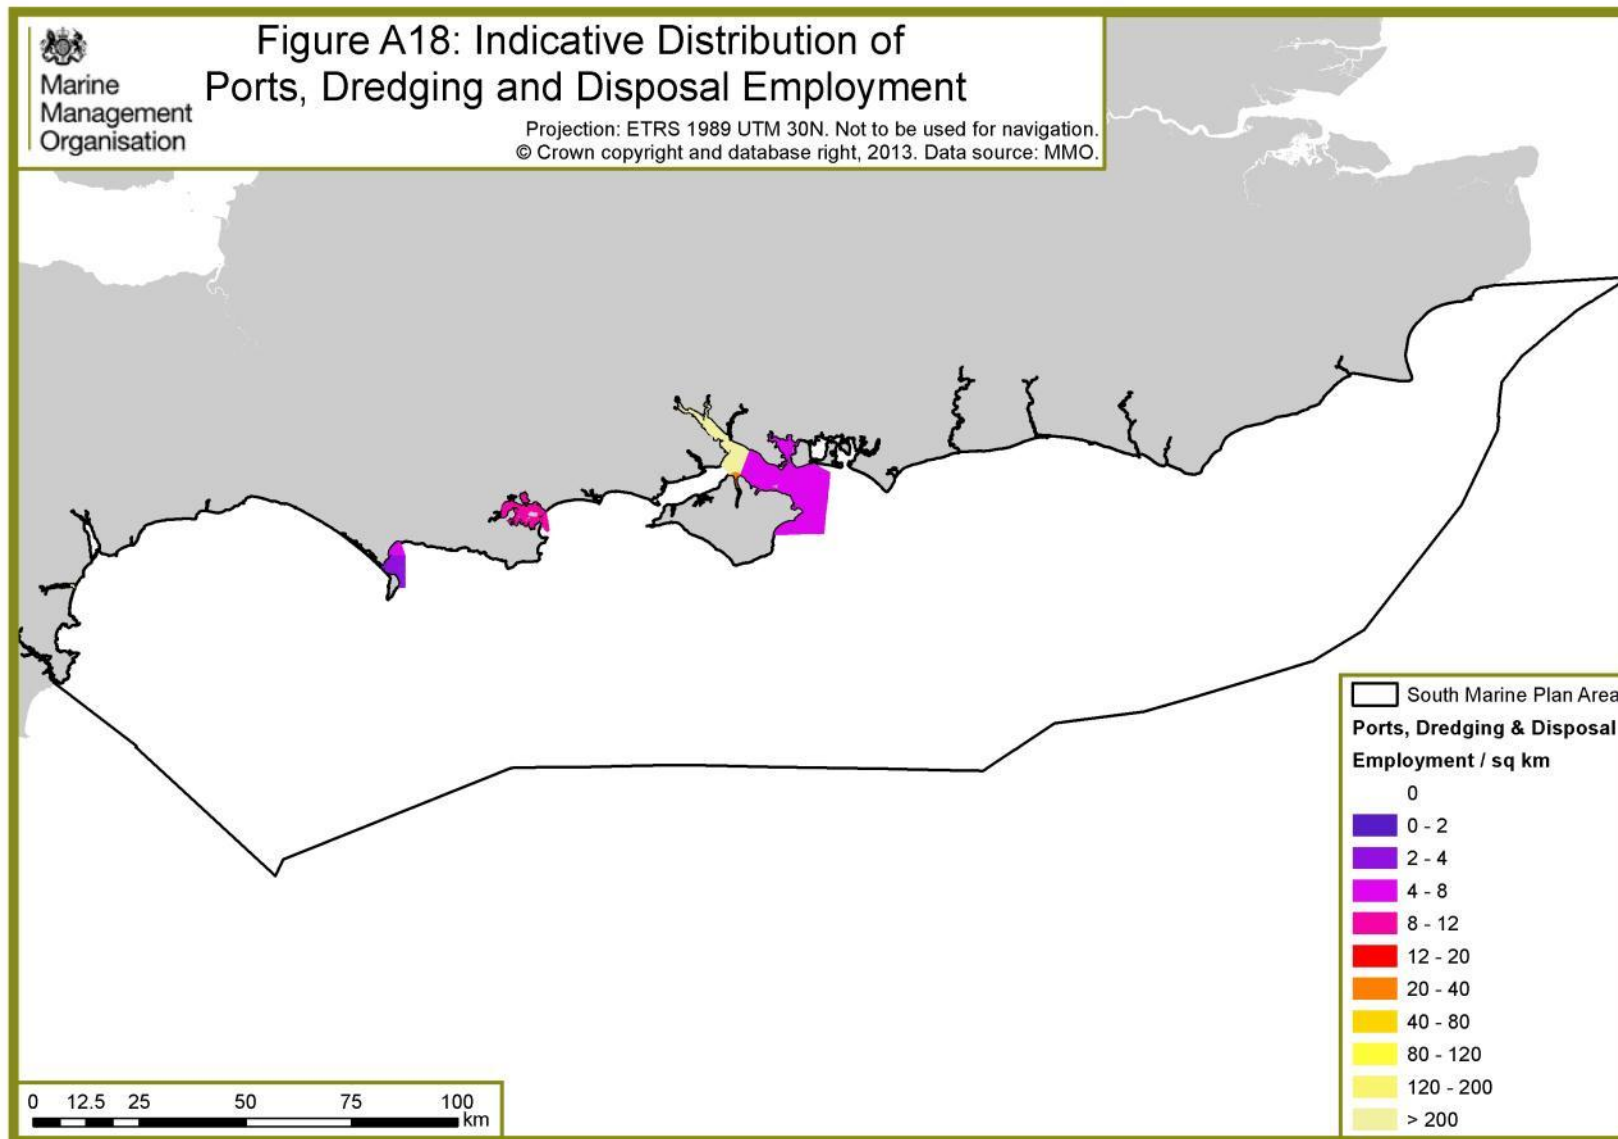 Marine
Management
Organisation
Figure A18: Indicative Distribution of
Ports, Dredging and Disposal Employment
Projection: ETRS 1989 UTM 30N. Not to be used for navigation.
© Crown copyright and database right, 2013. Data source: MMO.
South Marine Plan Area
Ports, Dredging & Disposal
Employment / sq km
0
0 - 2
2 - 4
4 - 8
8 - 12
12 - 20
20 - 40
40 - 80
80 - 120
120 - 200
> 200
0 12.5 25 50 75 100
km